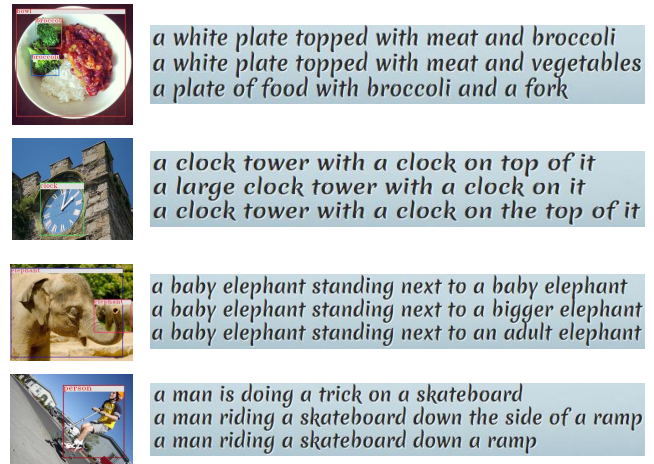 bowl
broccoli
broccoli
a white plate topped with meat and broccoli
a white plate topped with meat and vegetables
a plate of food with broccoli and a fork
clock
a clock tower with a clock on top of it
a large clock tower with a clock on it
a clock tower with a clock on the top of it
elephant
elephant
a baby elephant standing next to a baby elephant
a baby elephant standing next to a bigger elephant
a baby elephant standing next to an adult elephant
person
a man is doing a trick on a skateboard
a man riding a skateboard down the side of a ramp
a man riding a skateboard down a ramp